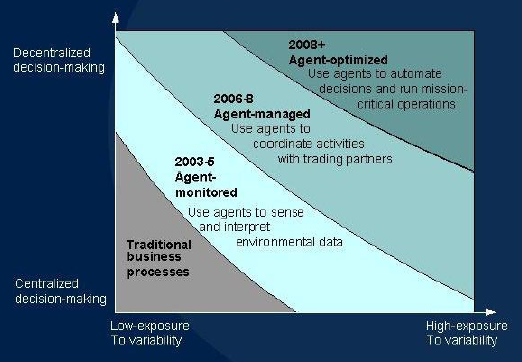 Decentralized
decision-making
2008+
Agent-optimized
Use agents to automate
decisions and run mission-
critical operations
2006-8
Agent-managed
Use agents to
coordinate activities
with trading partners
2003-5
Agent-
monitored
Use agents to sense
and interpret
environmental data
Traditional
business
processes
Centralized
decision-making
Low-exposure
To variability
High-exposure
To variability